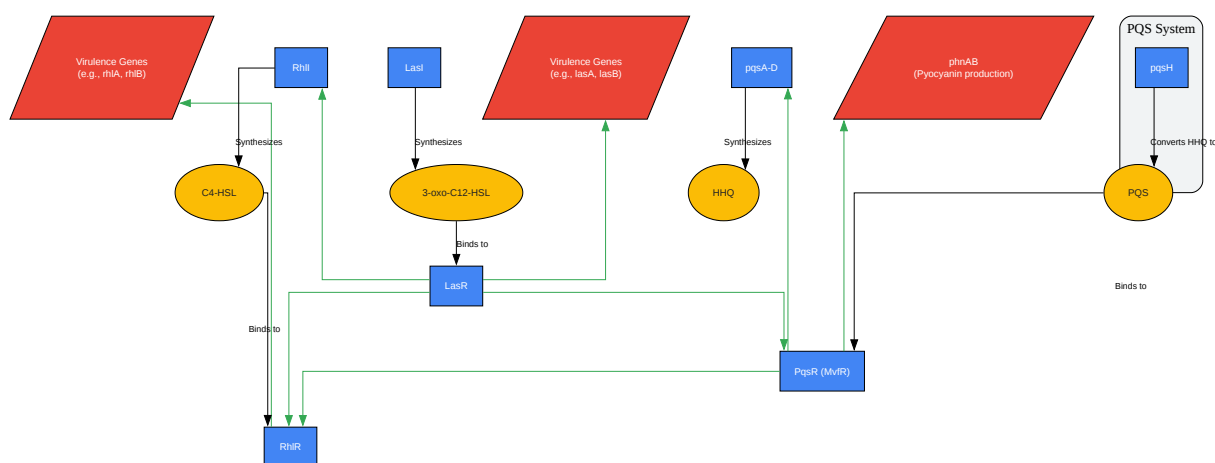 PQS System
Virulence Genes
(e.g., rhlA, rhlB)
RhlI
LasI
Virulence Genes
(e.g., lasA, lasB)
pqsA-D
phnAB
(Pyocyanin production)
pqsH
Synthesizes
Synthesizes
Synthesizes
Converts HHQ to
C4-HSL
3-oxo-C12-HSL
HHQ
PQS
Binds to
LasR
Binds to
Binds to
PqsR (MvfR)
RhlR